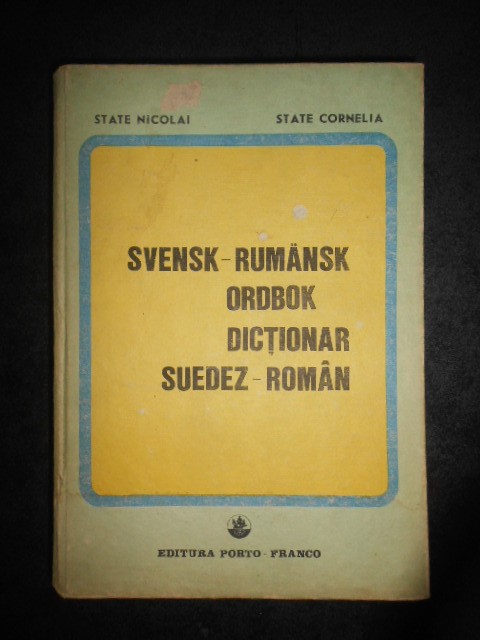 STATE NICOLAI STATE CORNELIA
SVENSK-RUMÄNSK
ORDBOK
DICȚIONAR
SUEDEZ-ROMÂN
EDITURA PORTO-FRANCO